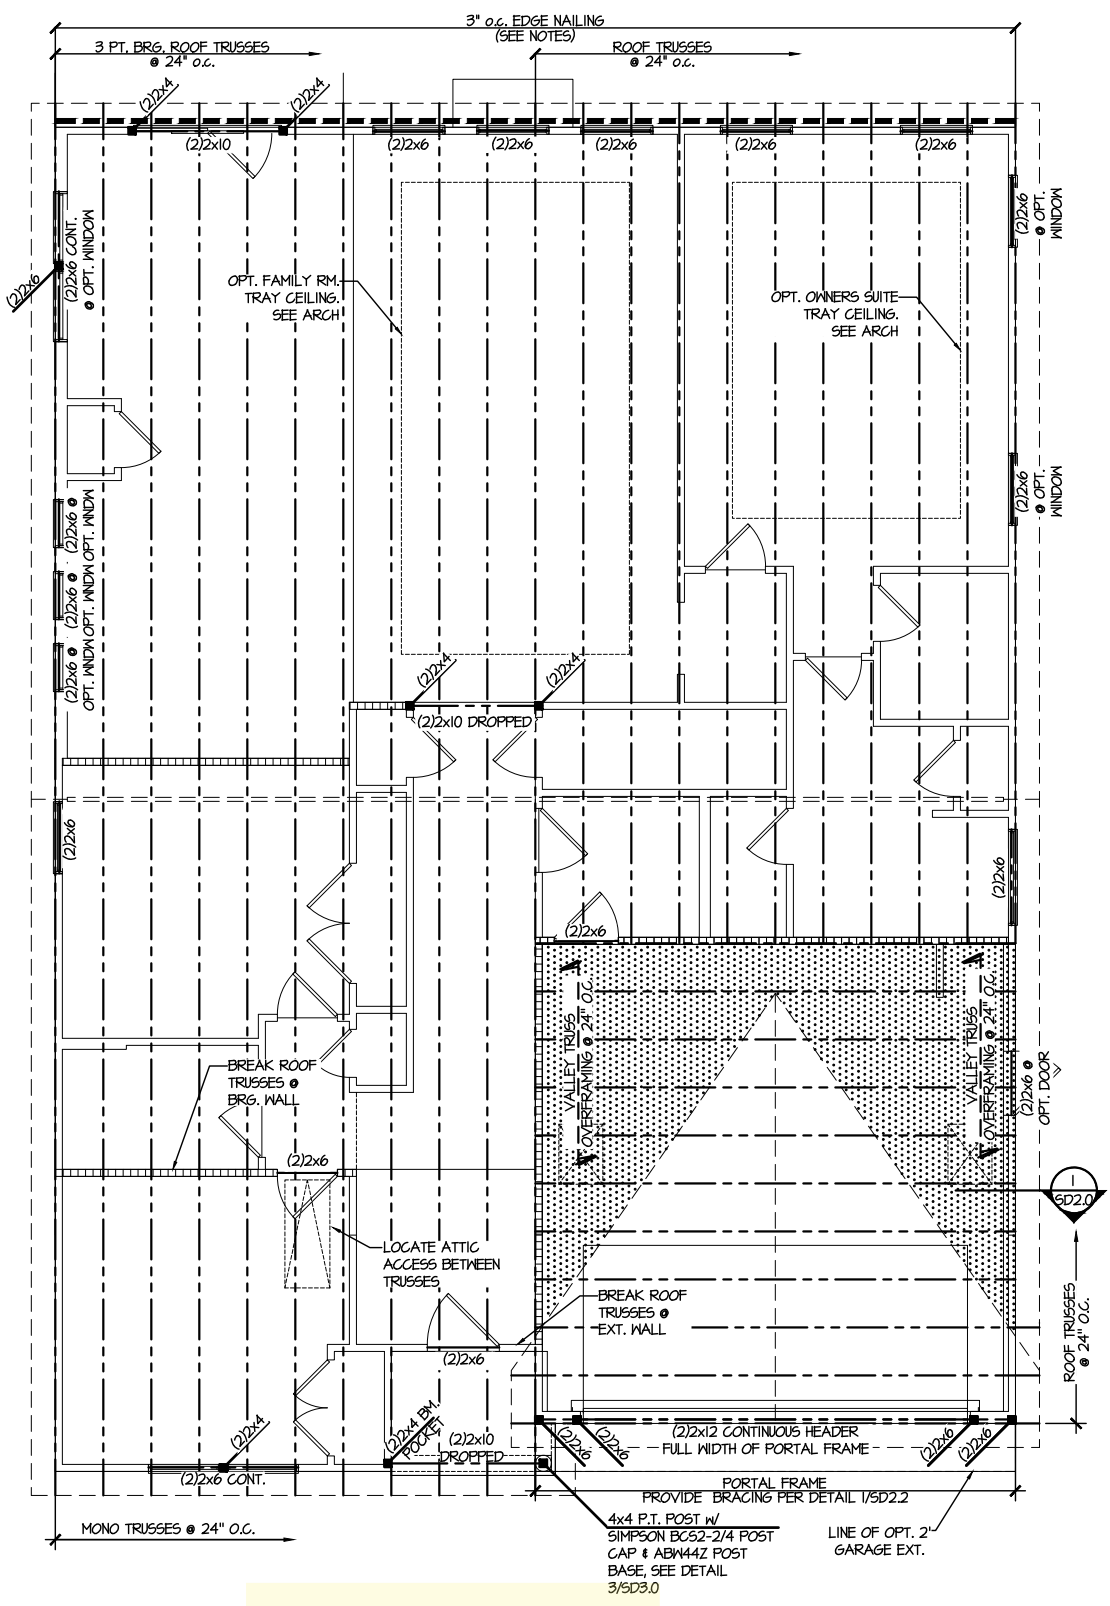 3" o.c. EDGE NAILING
(SEE NOTES)
3 PT. BRG. ROOF TRUSSES
@ 24" o.c.
ROOF TRUSSES
@ 24" o.c.
(2)2x4
(2)2x4
(2)2x10
(2)2x6
(2)2x6
(2)2x6
(2)2x6
(2)2x6
(2)2x6 CONT.
@ OPT. WINDOW
(2)2x6
(2)2x6
@ OPT.
WINDOW
OPT. FAMILY RM.
TRAY CEILING.
SEE ARCH
OPT. OWNERS SUITE
TRAY CEILING.
SEE ARCH
(2)2x6
@ OPT.
WINDOW
(2)2x6 @
OPT. WNDW
(2)2x6 @
OPT. WNDW
(2)2x6 @
OPT. WNDW
(2)2x4
(2)2x4
(2)2x10 DROPPED
(2)2x6
(2)2x6
(2)2x6
VALLEY TRUSS
OVERFRAMING @ 24" O.C.
VALLEY TRUSS
OVERFRAMING @ 24" O.C.
(2)2x6 @
OPT. DOOR
BREAK ROOF
TRUSSES @
BRG. WALL
(2)2x6
1
SD2.0
LOCATE ATTIC
ACCESS BETWEEN
TRUSSES
BREAK ROOF
TRUSSES @
EXT. WALL
ROOF TRUSSES
@ 24" O.C.
(2)2x6
(2)2x4
(2)2x6 CONT.
(2)2x4 BM.
POCKET
(2)2x10
DROPPED
(2)2x6
(2)2x6
(2)2x12 CONTINUOUS HEADER
FULL WIDTH OF PORTAL FRAME
(2)2x6
(2)2x6
PORTAL FRAME
PROVIDE BRACING PER DETAIL 1/SD2.2
MONO TRUSSES @ 24" O.C.
4x4 P.T. POST w/
SIMPSON BCS2-2/4 POST
CAP & ABW44Z POST
BASE, SEE DETAIL
3/SD3.0
LINE OF OPT. 2'
GARAGE EXT.